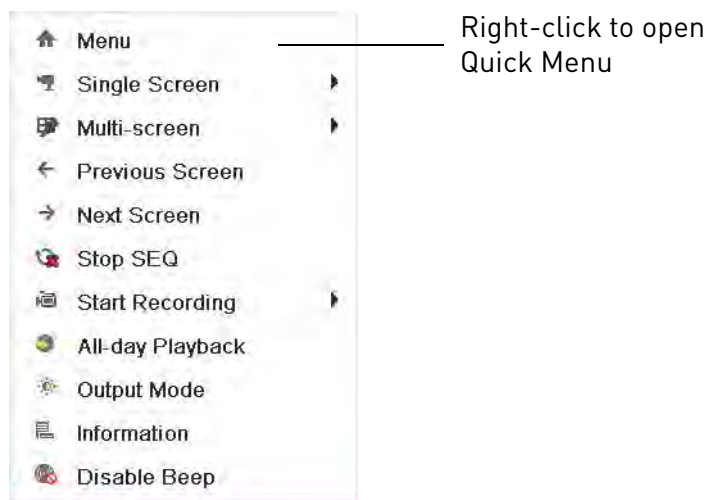 Menu
Single Screen
Multi-screen
Previous Screen
Next Screen
Stop SEQ
Start Recording
All-day Playback
Output Mode
Information
Disable Beep
Right-click to open
Quick Menu